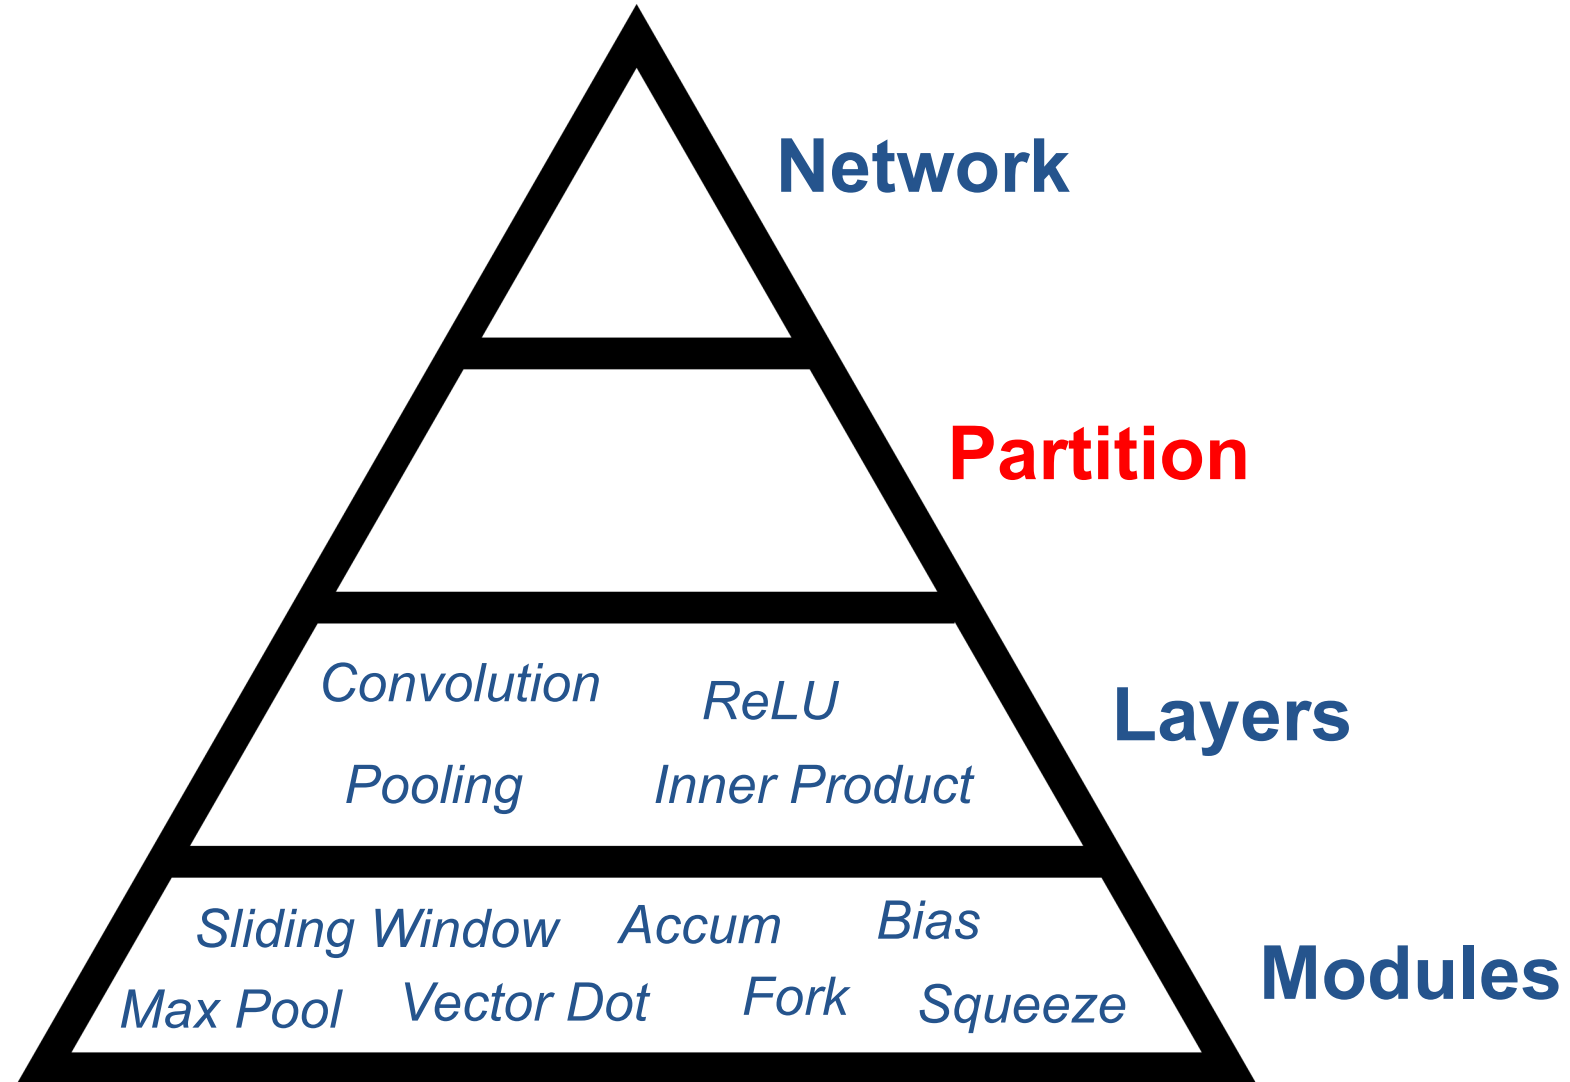 Network
Partition
Convolution ReLU
Layers
Pooling Inner Product
Sliding Window Accum Bias
Modules
Max Pool Vector Dot Fork Squeeze